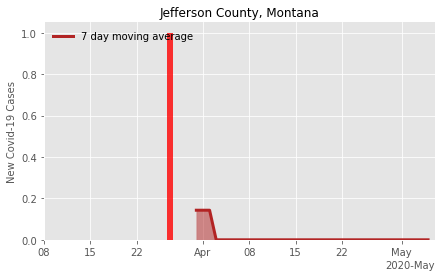 Jefferson County, Montana
7 day moving average
New Covid-19 Cases
1.0
0.8
0.6
0.4
0.2
0.0
08 15 22 Apr 08 15 22 May
2020-May